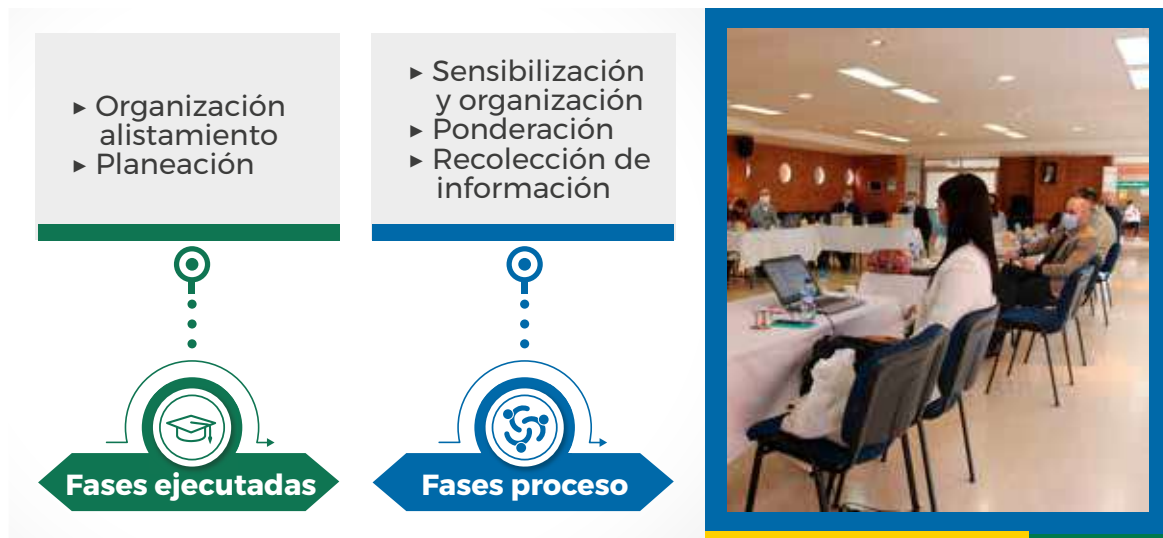 ▸ Organización
alistamiento
▸ Planeación
▸ Sensibilización
y organización
▸ Ponderación
▸ Recolección de
información
Fases ejecutadas
Fases proceso